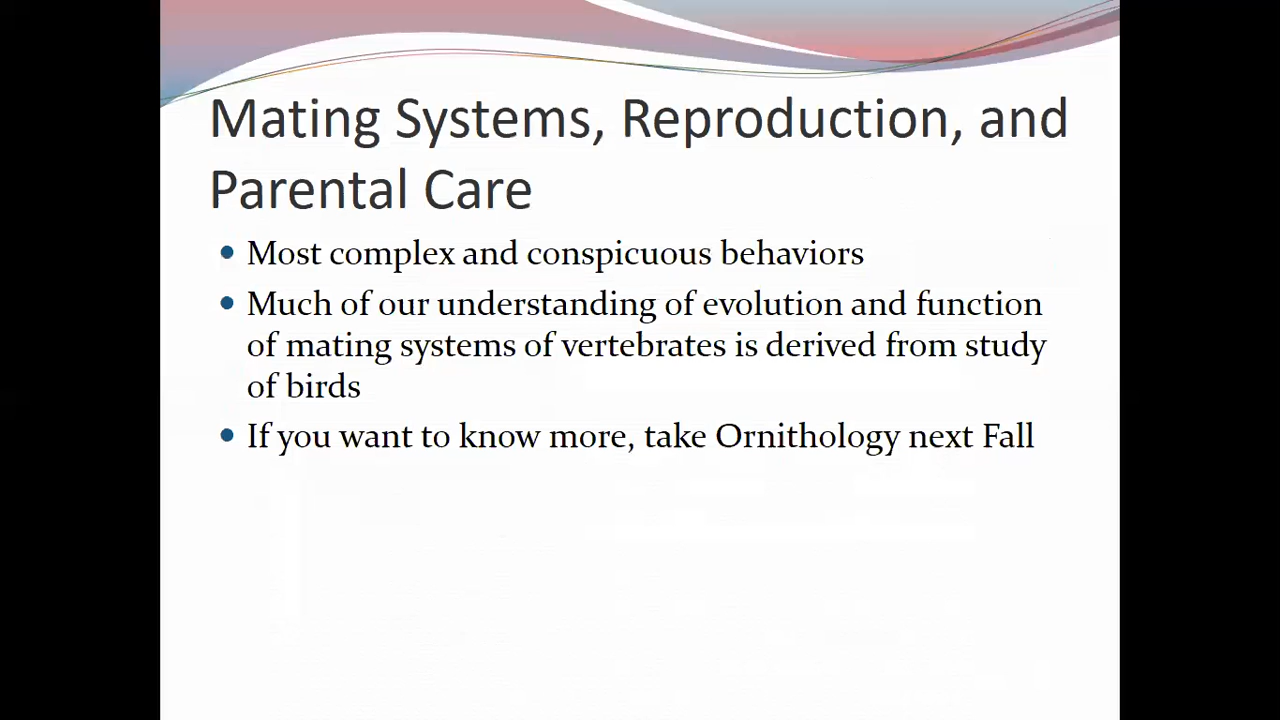 Mating Systems, Reproduction, and
Parental Care
• Most complex and conspicuous behaviors
• Much of our understanding of evolution and function
of mating systems of vertebrates is derived from study
of birds
• If you want to know more, take Ornithology next Fall